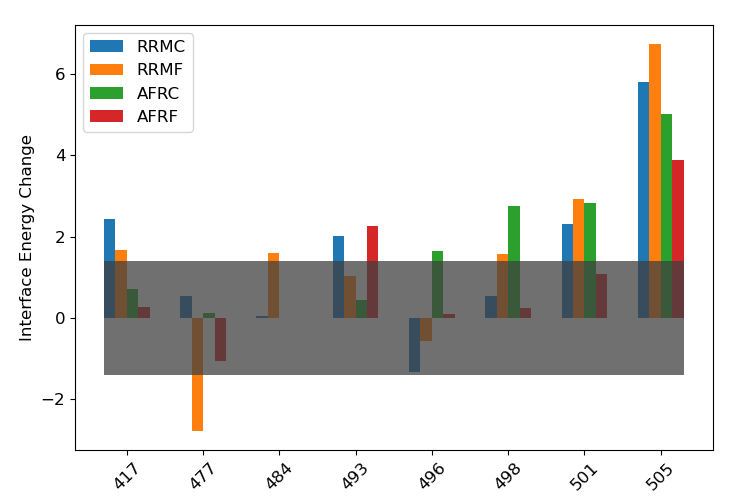 RRMC
RRMF
AFRC
AFRF
Interface Energy Change
6
4
2
0
−2
417 477 484 493 496 498 501 505